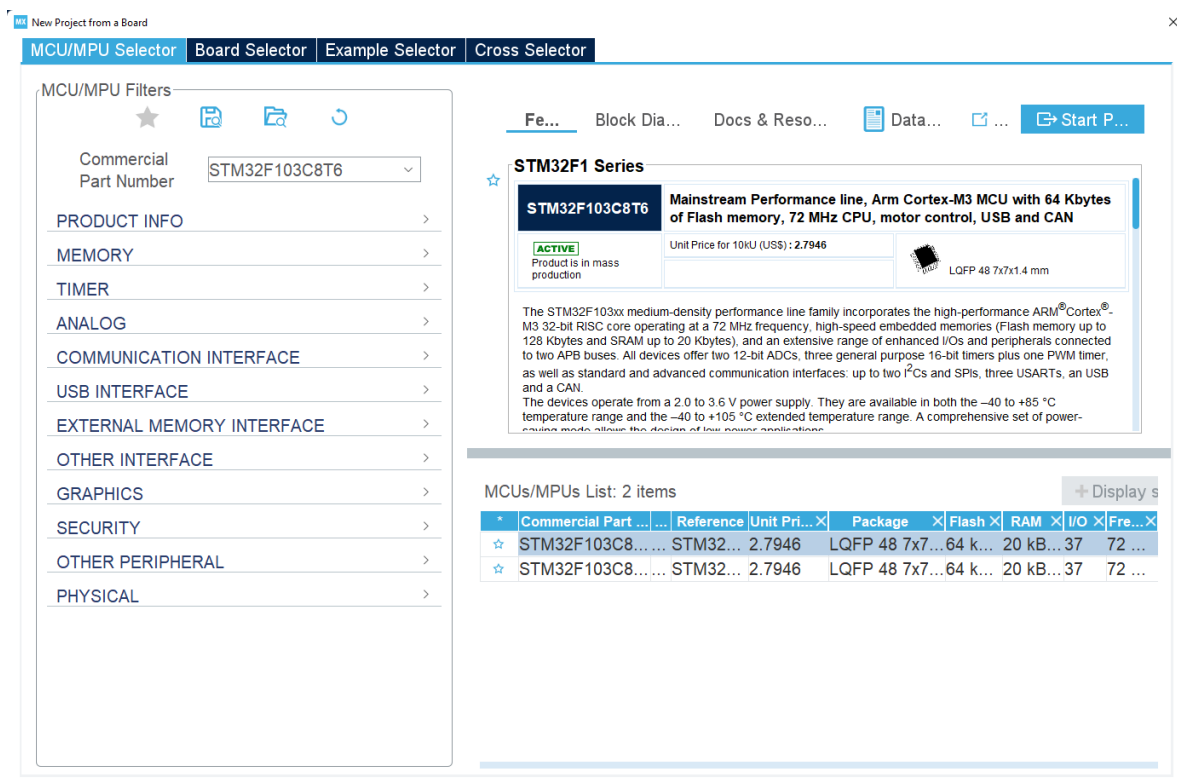 MX New Project from a Board
MCU/MPU Selector Board Selector Example Selector Cross Selector
MCU/MPU Filters
Commercial
Part Number
STM32F103C8T6
PRODUCT INFO
MEMORY
TIMER
ANALOG
COMMUNICATION INTERFACE
USB INTERFACE
EXTERNAL MEMORY INTERFACE
OTHER INTERFACE
GRAPHICS
SECURITY
OTHER PERIPHERAL
PHYSICAL
Fe... Block Dia... Docs & Reso... Data... ... Start P...
STM32F1 Series
STM32F103C8T6
Mainstream Performance line, Arm Cortex-M3 MCU with 64 Kbytes
of Flash memory, 72 MHz CPU, motor control, USB and CAN
ACTIVE
Product is in mass
production
Unit Price for 10kU (US$) : 2.7946
LQFP 48 7x7x1.4 mm
The STM32F103xx medium-density performance line family incorporates the high-performance ARM®Cortex®-
M3 32-bit RISC core operating at a 72 MHz frequency, high-speed embedded memories (Flash memory up to
128 Kbytes and SRAM up to 20 Kbytes), and an extensive range of enhanced I/Os and peripherals connected
to two APB buses. All devices offer two 12-bit ADCs, three general purpose 16-bit timers plus one PWM timer,
as well as standard and advanced communication interfaces: up to two I²Cs and SPIs, three USARTs, an USB
and a CAN.
The devices operate from a 2.0 to 3.6 V power supply. They are available in both the –40 to +85 °C
temperature range and the –40 to +105 °C extended temperature range. A comprehensive set of power-
saving mode allows the design of low-power applications
MCUs/MPUs List: 2 items
+ Display s
* Commercial Part ... ... Reference Unit Pri... Package Flash RAM I/O Fre...
STM32F103C8... ... STM32... 2.7946 LQFP 48 7x7... 64 k... 20 kB... 37 72 ...
STM32F103C8... ... STM32... 2.7946 LQFP 48 7x7... 64 k... 20 kB... 37 72 ...